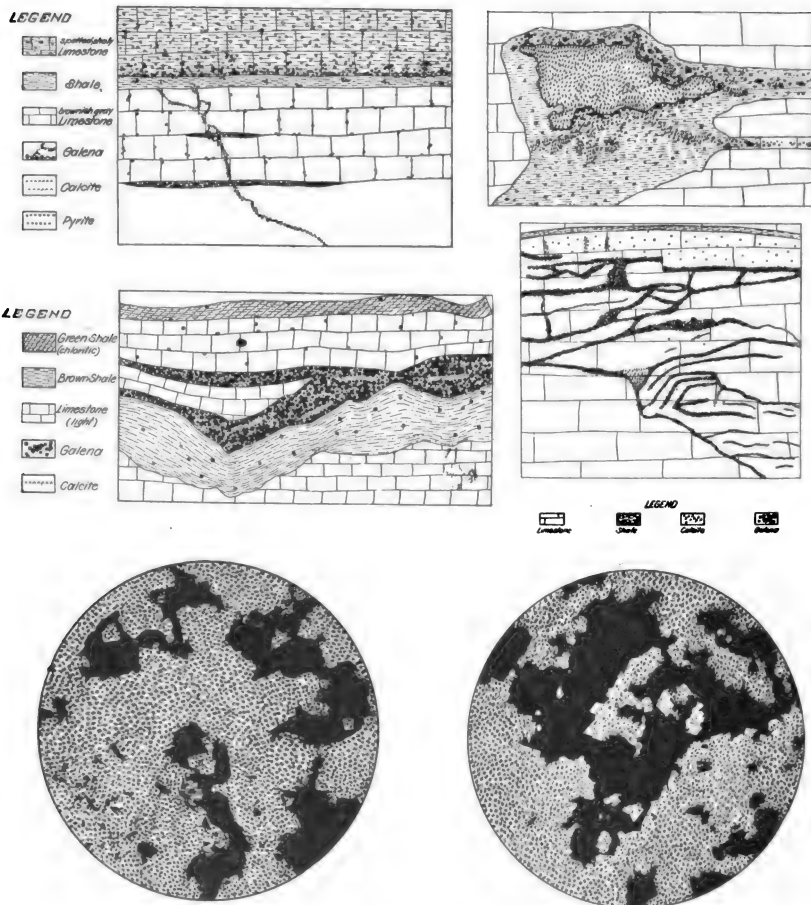 LEGEND
Spotted shaly
Limestone
Shale
brownish gray
Limestone
Galena
Calcite
Pyrite
LEGEND
Green Shale
(chloritic)
Brown Shale
Limestone
(light)
Galena
Calcite
LEGEND
Limestone
Shale
Calcite
Galena